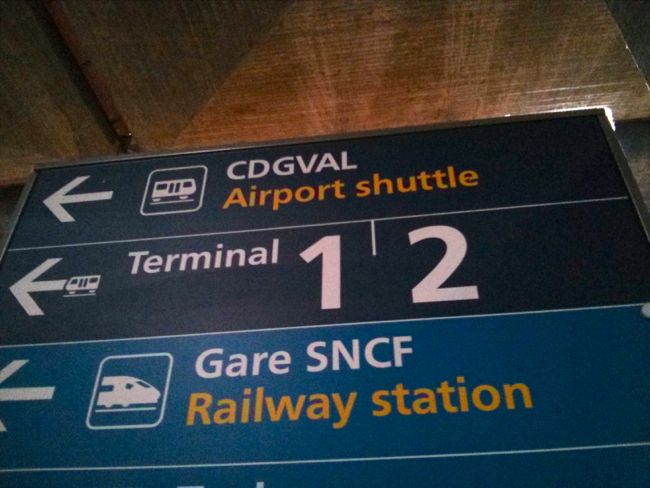 CDGVAL
Airport shuttle
Terminal 1 2
Gare SNCF
Railway station